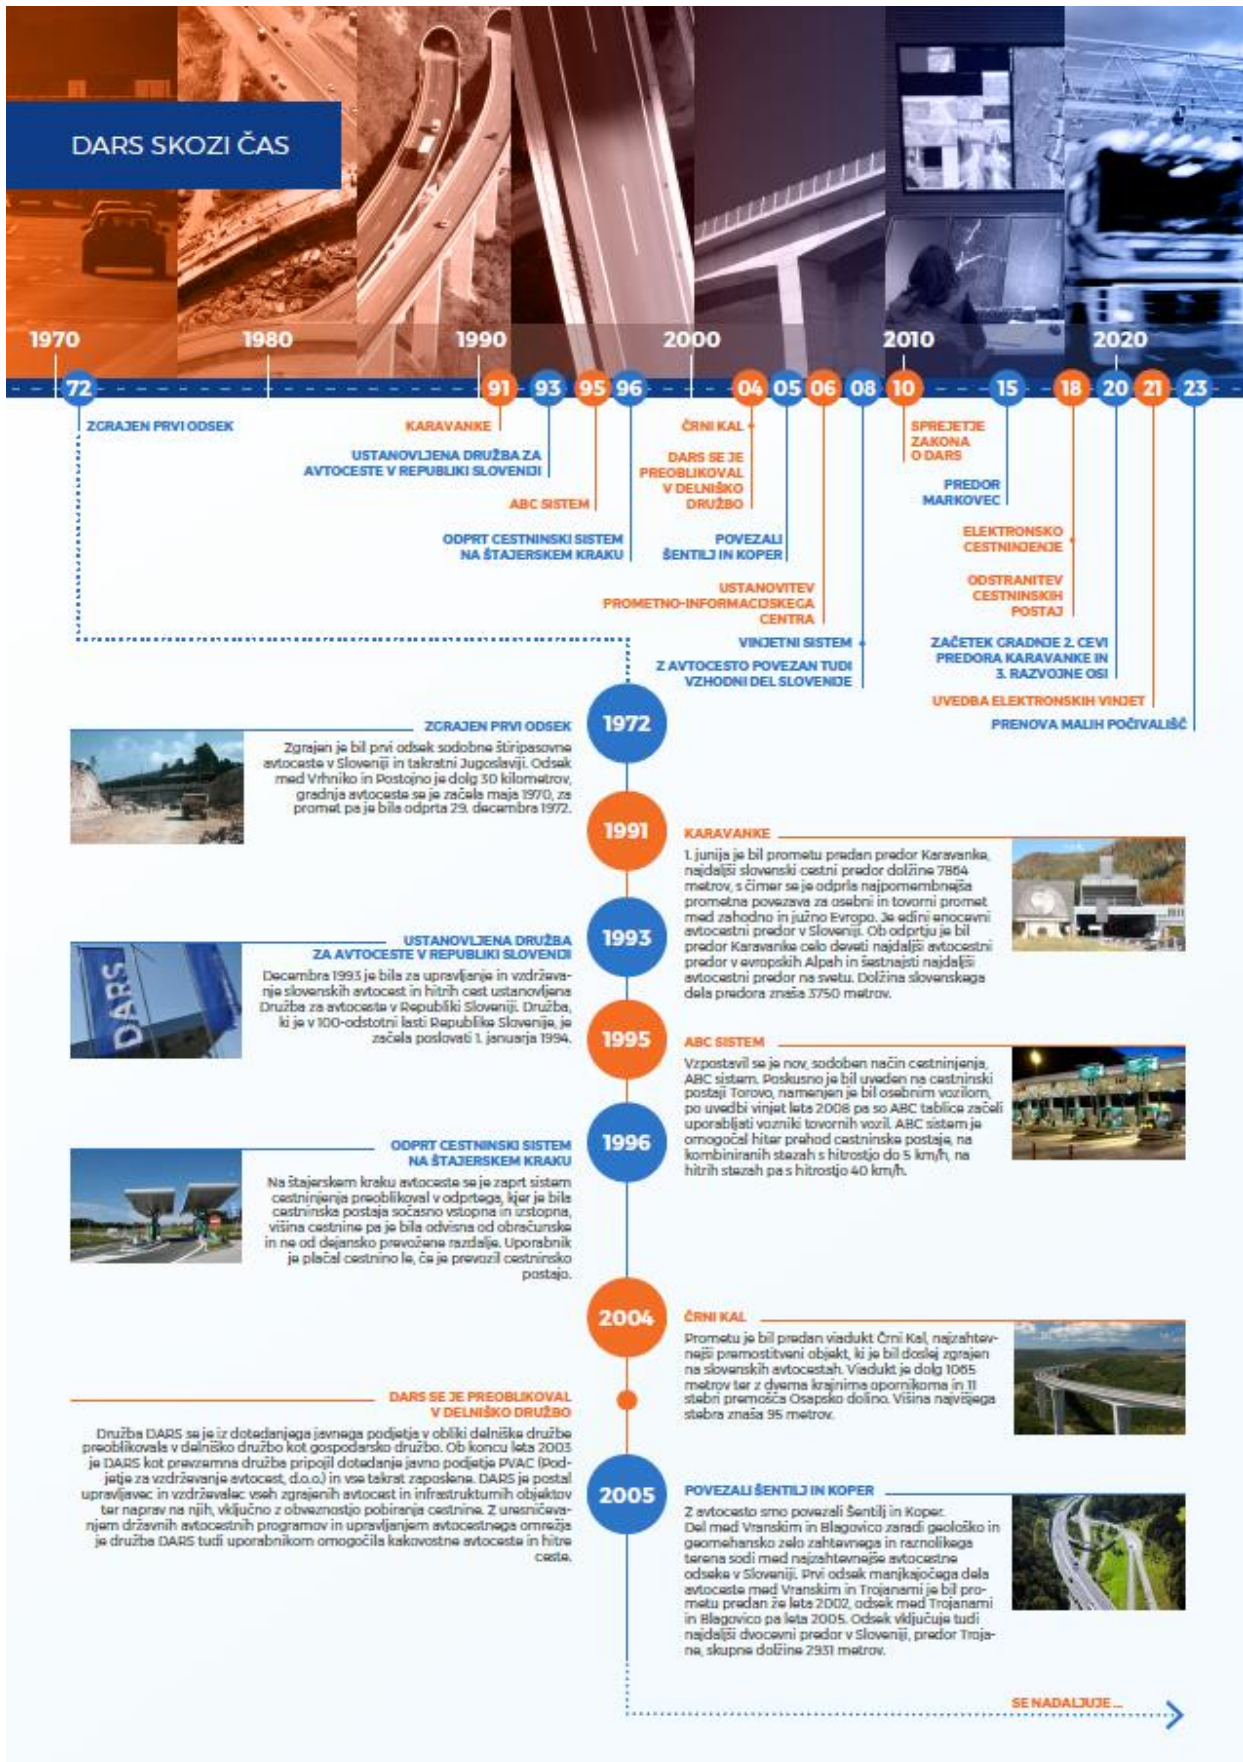 DARS SKOZI ČAS
1970
1980
1990
2000
2010
2020
72
91
93
95
96
04
05
06
08
10
15
18
20
21
23
ZGRAJEN PRVI ODSEK
KARAVANKE
USTANOVLJENA DRUŽBA ZA
AVTOCESTE V REPUBLIKI SLOVENIJI
ABC SISTEM
ODPRT CESTNINSKI SISTEM
NA ŠTAJERSKEM KRAKU
ČRNI KAL
DARS SE JE
PREOBLIKOVAL
V DELNIŠKO
DRUŽBO
POVEZALI
ŠENTILJ IN KOPER
USTANOVITEV
PROMETNO-INFORMACIJSKEGA
CENTRA
VINJETNI SISTEM
Z AVTOCESTO POVEZAN TUDI
VZHODNI DEL SLOVENIJE
SPREJETJE
ZAKONA
O DARS
PREDOR
MARKOVEC
ELEKTRONSKO
CESTNINJENJE
ODSTRANITEV
CESTNINSKIH
POSTAJ
ZAČETEK GRADNJE 2. CEVI
PREDORA KARAVANKE IN
3. RAZVOJNE OSI
UVEDBA ELEKTRONSKIH VINJET
PRENOVA MALIH POČIVALIŠČ
1972
ZGRAJEN PRVI ODSEK
Zgrajen je bil prvi odsek sodobne štiripasovne
avtoceste v Sloveniji in takratni Jugoslaviji. Odsek
med Vrhniko in Postojno je dolg 30 kilometrov,
gradnja avtoceste se je začela maja 1970, za
promet pa je bila odprta 29. decembra 1972.
1991
KARAVANKE
1. junija je bil prometu predan predor Karavanke,
najdaljši slovenski cestni predor dolžine 7864
metrov, s čimer se je odprla najpomembnejša
prometna povezava za osebni in tovorni promet
med zahodno in južno Evropo. Je edini enocevni
avtocestni predor v Sloveniji. Ob odprtju je bil
predor Karavanke celo deveti najdaljši avtocestni
predor v evropskih Alpah in šestnajsti najdaljši
avtocestni predor na svetu. Dolžina slovenskega
dela predora znaša 3750 metrov.
1993
USTANOVLJENA DRUŽBA
ZA AVTOCESTE V REPUBLIKI SLOVENIJI
Decembra 1993 je bila za upravljanje in vzdrževa-
nje slovenskih avtocest in hitrih cest ustanovljena
Družba za avtoceste v Republiki Sloveniji. Družba,
ki je v 100-odstotni lasti Republike Slovenije, je
začela poslovati 1. januarja 1994.
DARS
1995
ABC SISTEM
Vzpostavil se je nov, sodoben način cestninjenja,
ABC sistem. Poskusno je bil uveden na cestninski
postaji Torovo, namenjen je bil osebnim vozilom,
po uvedbi vinjet leta 2008 pa so ABC tablice začeli
uporabljati vozniki tovornih vozil. ABC sistem je
omogočal hiter prehod cestninske postaje, na
kombiniranih stezah s hitrostjo do 5 km/h, na
hitrih stezah pa s hitrostjo 40 km/h.
1996
ODPRT CESTNINSKI SISTEM
NA ŠTAJERSKEM KRAKU
Na štajerskem kraku avtoceste se je zaprt sistem
cestninjenja preoblikoval v odprtega, kjer je bila
cestninska postaja sočasno vstopna in izstopna,
višina cestnine pa je bila odvisna od obračunske
in ne od dejansko prevožene razdalje. Uporabnik
je plačal cestnino le, če je prevozil cestninsko
postajo.
2004
ČRNI KAL
Prometu je bil predan viadukt Črni Kal, najzahtev-
nejši premostitveni objekt, ki je bil doslej zgrajen
na slovenskih avtocestah. Viadukt je dolg 1065
metrov ter z dvema krajnima opornikoma in 11
stebri premošča Osapsko dolino. Višina najvišjega
stebra znaša 95 metrov.
DARS SE JE PREOBLIKOVAL
V DELNIŠKO DRUŽBO
Družba DARS se je iz dotedanjega javnega podjetja v obliki delniške družbe
preoblikovala v delniško družbo kot gospodarsko družbo. Ob koncu leta 2003
je DARS kot prevzemna družba pripojil dotedanje javno podjetje PVAC (Pod-
jetje za vzdrževanje avtocest, d.o.o.) in vse takrat zaposlene. DARS je postal
upravljavec in vzdrževalec vseh zgrajenih avtocest in infrastrukturnih objektov
ter naprav na njih, vključno z obveznostjo pobiranja cestnine. Z uresničeva-
njem državnih avtocestnih programov in upravljanjem avtocestnega omrežja
je družba DARS tudi uporabnikom omogočila kakovostne avtoceste in hitre
ceste.
2005
POVEZALI ŠENTILJ IN KOPER
Z avtocesto smo povezali Šentilj in Koper.
Del med Vranskim in Blagovico zaradi geološko in
geomehansko zelo zahtevnega in raznolikega
terena sodi med najzahtevnejše avtocestne
odseke v Sloveniji. Prvi odsek manjkajočega dela
avtoceste med Vranskim in Trojanami je bil pro-
metu predan že leta 2002, odsek med Trojanami
in Blagovico pa leta 2005. Odsek vključuje tudi
najdaljši dvocevni predor v Sloveniji, predor Troja-
ne, skupne dolžine 2931 metrov.
SE NADALJUJE ...